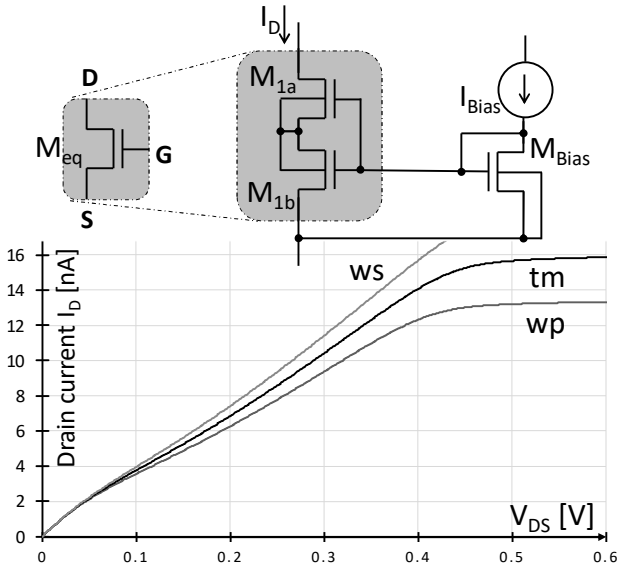 I_D
D
M_1a
I_Bias
M_eq
G
M_Bias
M_1b
S
Drain current I_D [nA]
16
14
12
10
8
6
4
2
0
ws
tm
wp
V_DS [V]
0 0.1 0.2 0.3 0.4 0.5 0.6